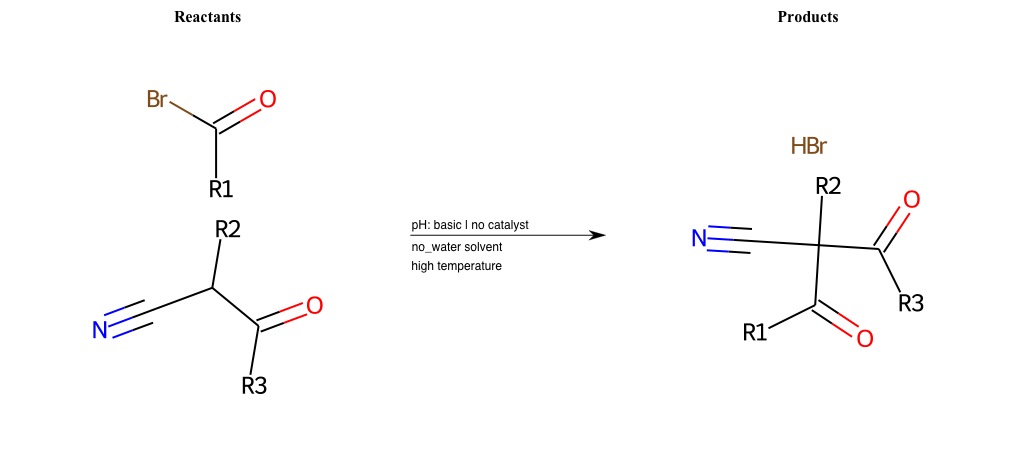 Reactants
Products
Br
O
R1
R2
N
O
R3
pH: basic | no catalyst
no_water solvent
high temperature
HBr
R2
O
N
R3
R1
O